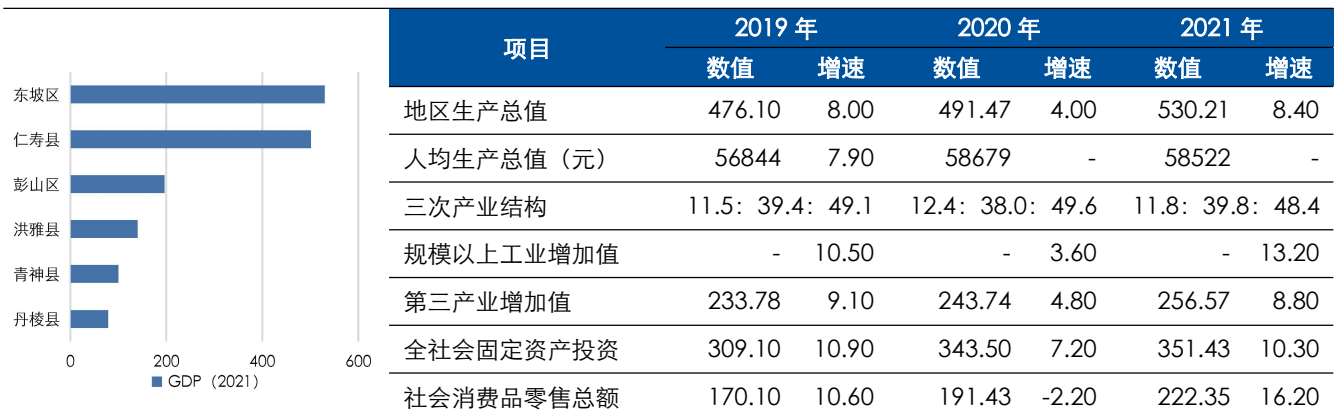 东坡区
仁寿县
彭山区
洪雅县
青神县
丹棱县
0 200 400 600
GDP（2021）
项目 2019 年 2020 年 2021 年
数值 增速 数值 增速 数值 增速
地区生产总值 476.10 8.00 491.47 4.00 530.21 8.40
人均生产总值（元） 56844 7.90 58679 - 58522 -
三次产业结构 11.5：39.4：49.1 12.4：38.0：49.6 11.8：39.8：48.4
规模以上工业增加值 - 10.50 - 3.60 - 13.20
第三产业增加值 233.78 9.10 243.74 4.80 256.57 8.80
全社会固定资产投资 309.10 10.90 343.50 7.20 351.43 10.30
社会消费品零售总额 170.10 10.60 191.43 -2.20 222.35 16.20